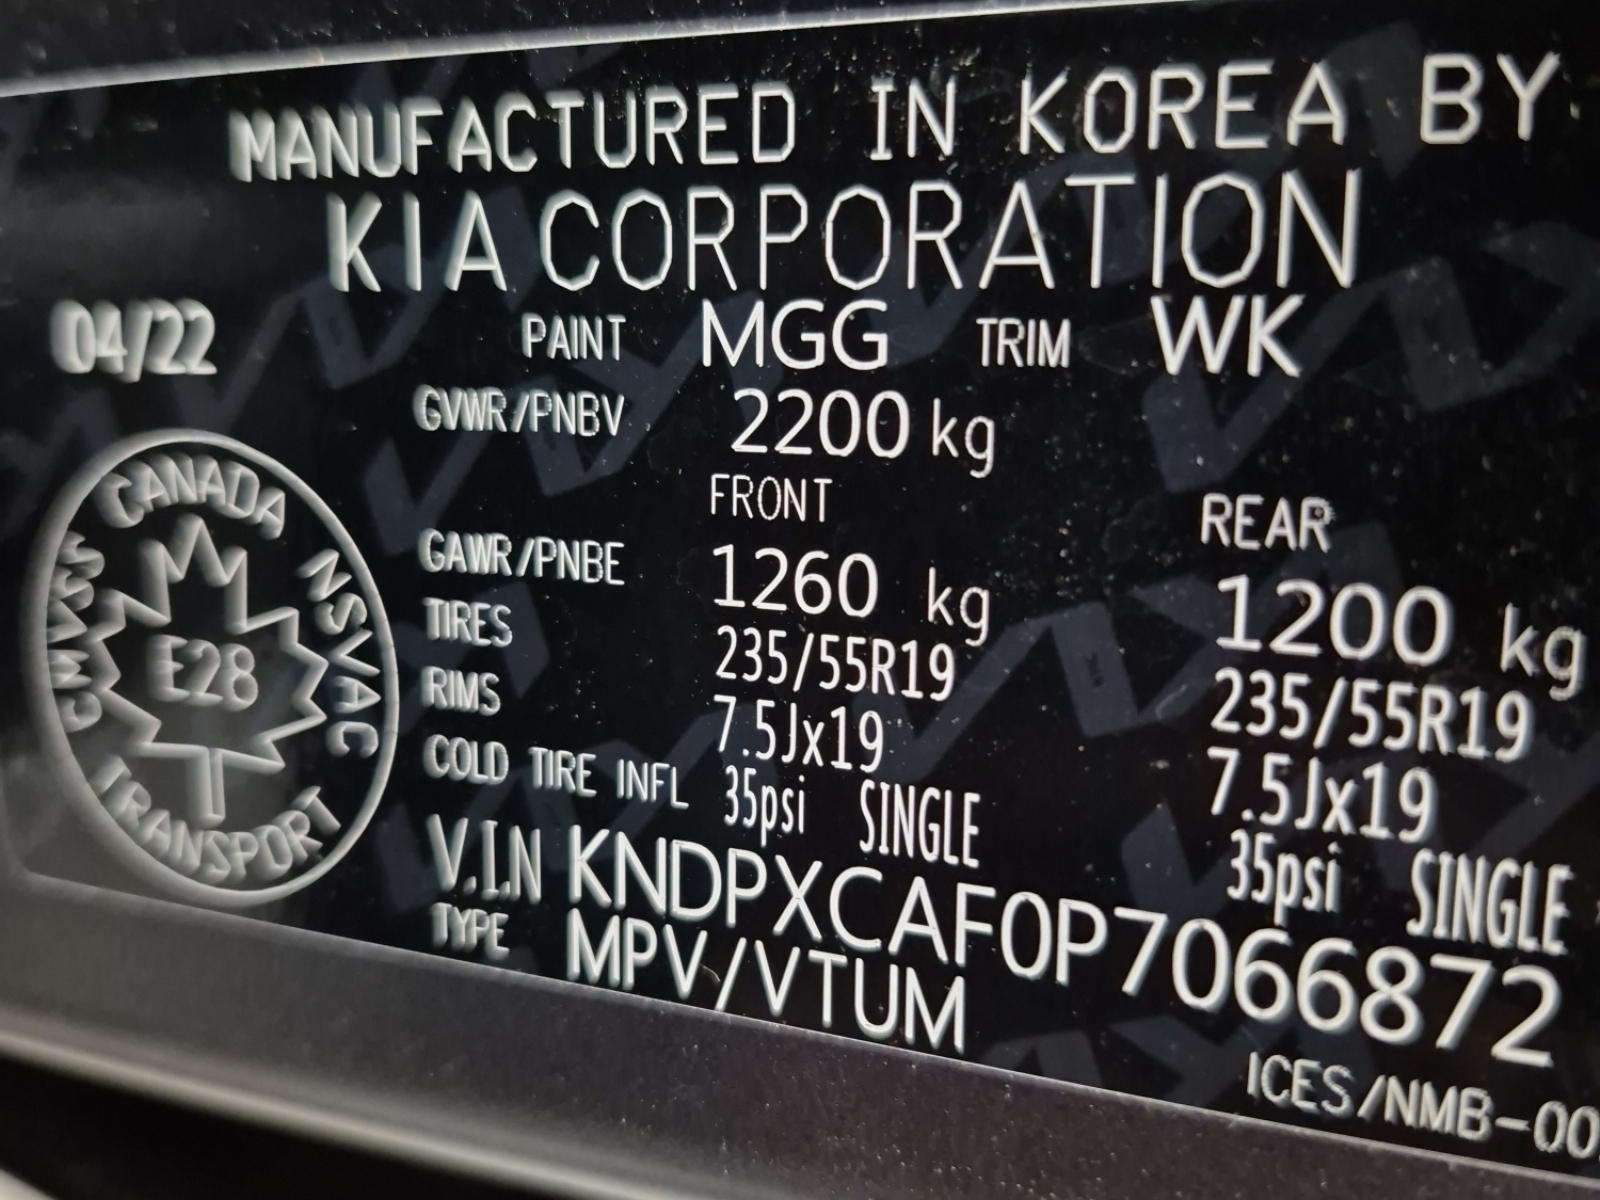 MANUFACTURED IN KOREA BY
KIA CORPORATION
04/22 PAINT MGG TRIM WK
GVWR/PNBV 2200 kg
FRONT REAR
GAWR/PNBE 1260 kg 1200 kg
TIRES 235/55R19 235/55R19
RIMS 7.5Jx19 7.5Jx19
COLD TIRE INFL 35psi SINGLE 35psi SINGLE
V.I.N KNDPXCAF0P7066872
TYPE MPV/VTUM
ICES/NMB-00
CANADA
CMVSS
NSVAC
E28
TRANSPORT